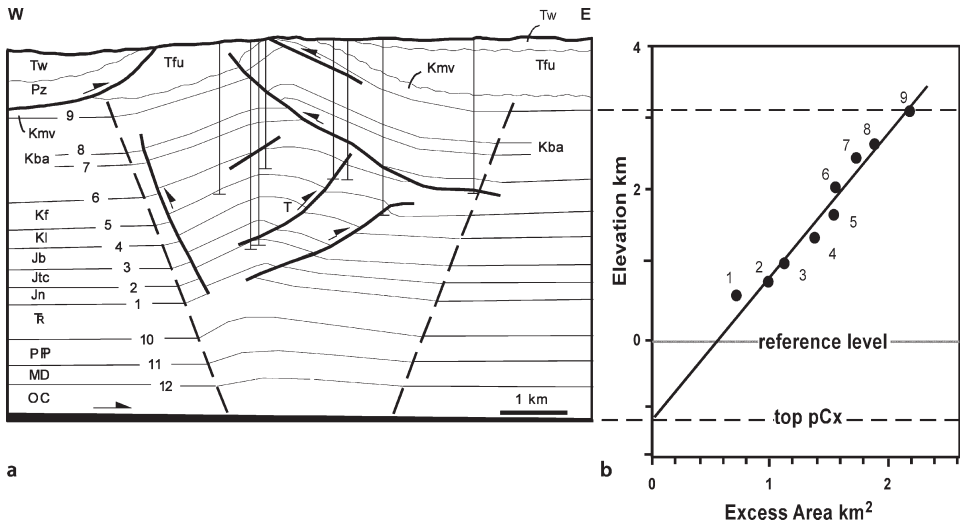 W
E
Tw
Tw
Tfu
Tfu
Pz
Kmv
Kmv
9
Kba
8
7
Kba
6
Kf
5
T
Kl
4
Jb
3
Jtc
2
Jn
1
TR
10
PIP
11
MD
12
OC
1 km
a
4
9
8
7
2
6
5
4
3
2
1
0
reference level
top pCx
Elevation km
b
0
1
2
Excess Area km²